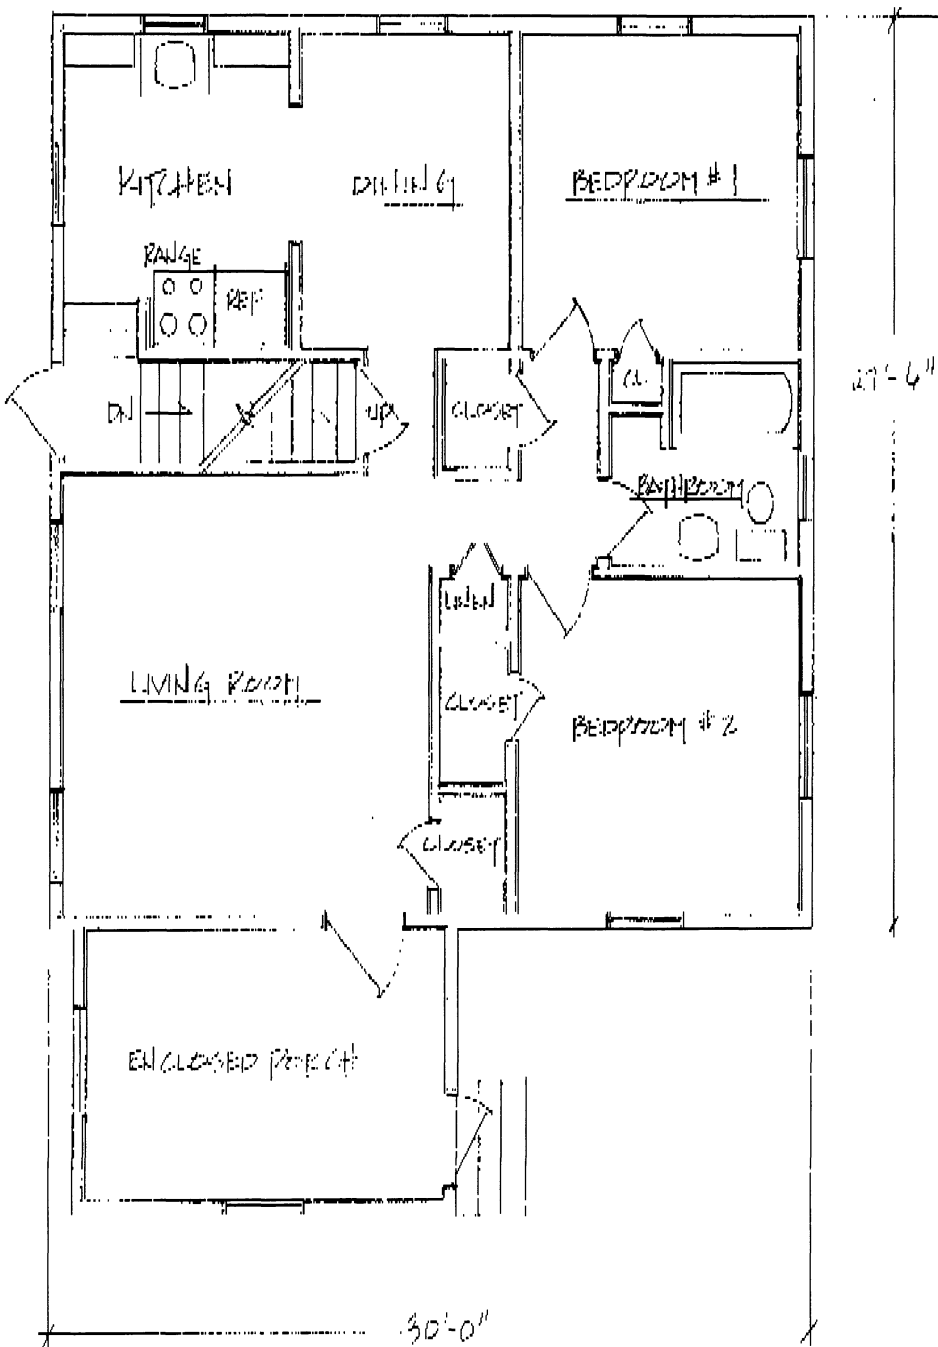 KITCHEN
DINING
BEDROOM #1
RANGE
REF
CL.
DN
UP
CLOSET
BATHROOM
LINEN
LIVING ROOM
CLOSET
BEDROOM #2
CLOSET
ENCLOSED PORCH
30'-0"